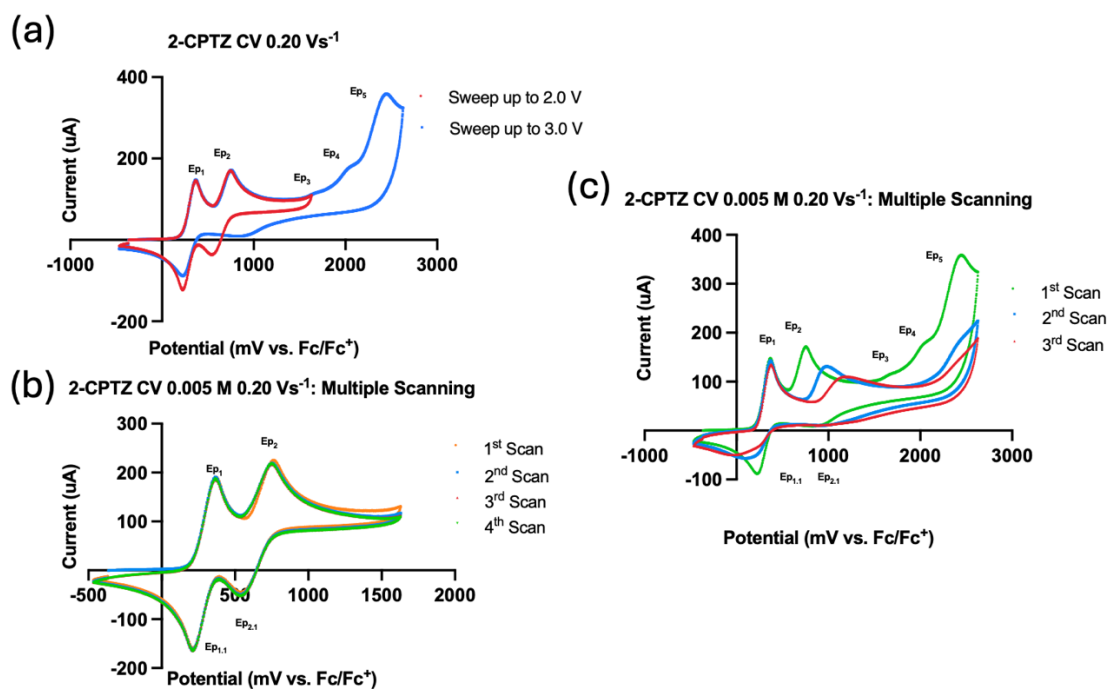 (a)
2-CPTZ CV 0.20 Vs-1
400
200
-200
-1000
0
1000
2000
3000
Current (uA)
Potential (mV vs. Fc/Fc+)
Ep1
Ep2
Ep3
Ep4
Ep5
Sweep up to 2.0 V
Sweep up to 3.0 V
(b)
2-CPTZ CV 0.005 M 0.20 Vs-1: Multiple Scanning
300
200
100
-100
-200
-500
0
500
1000
1500
2000
Current (uA)
Potential (mV vs. Fc/Fc+)
Ep1
Ep2
Ep1.1
Ep2.1
1st Scan
2nd Scan
3rd Scan
4th Scan
(c)
2-CPTZ CV 0.005 M 0.20 Vs-1: Multiple Scanning
400
300
200
100
-100
-1000
0
1000
2000
3000
Current (uA)
Potential (mV vs. Fc/Fc+)
Ep1
Ep2
Ep3
Ep4
Ep5
Ep1.1
Ep2.1
1st Scan
2nd Scan
3rd Scan